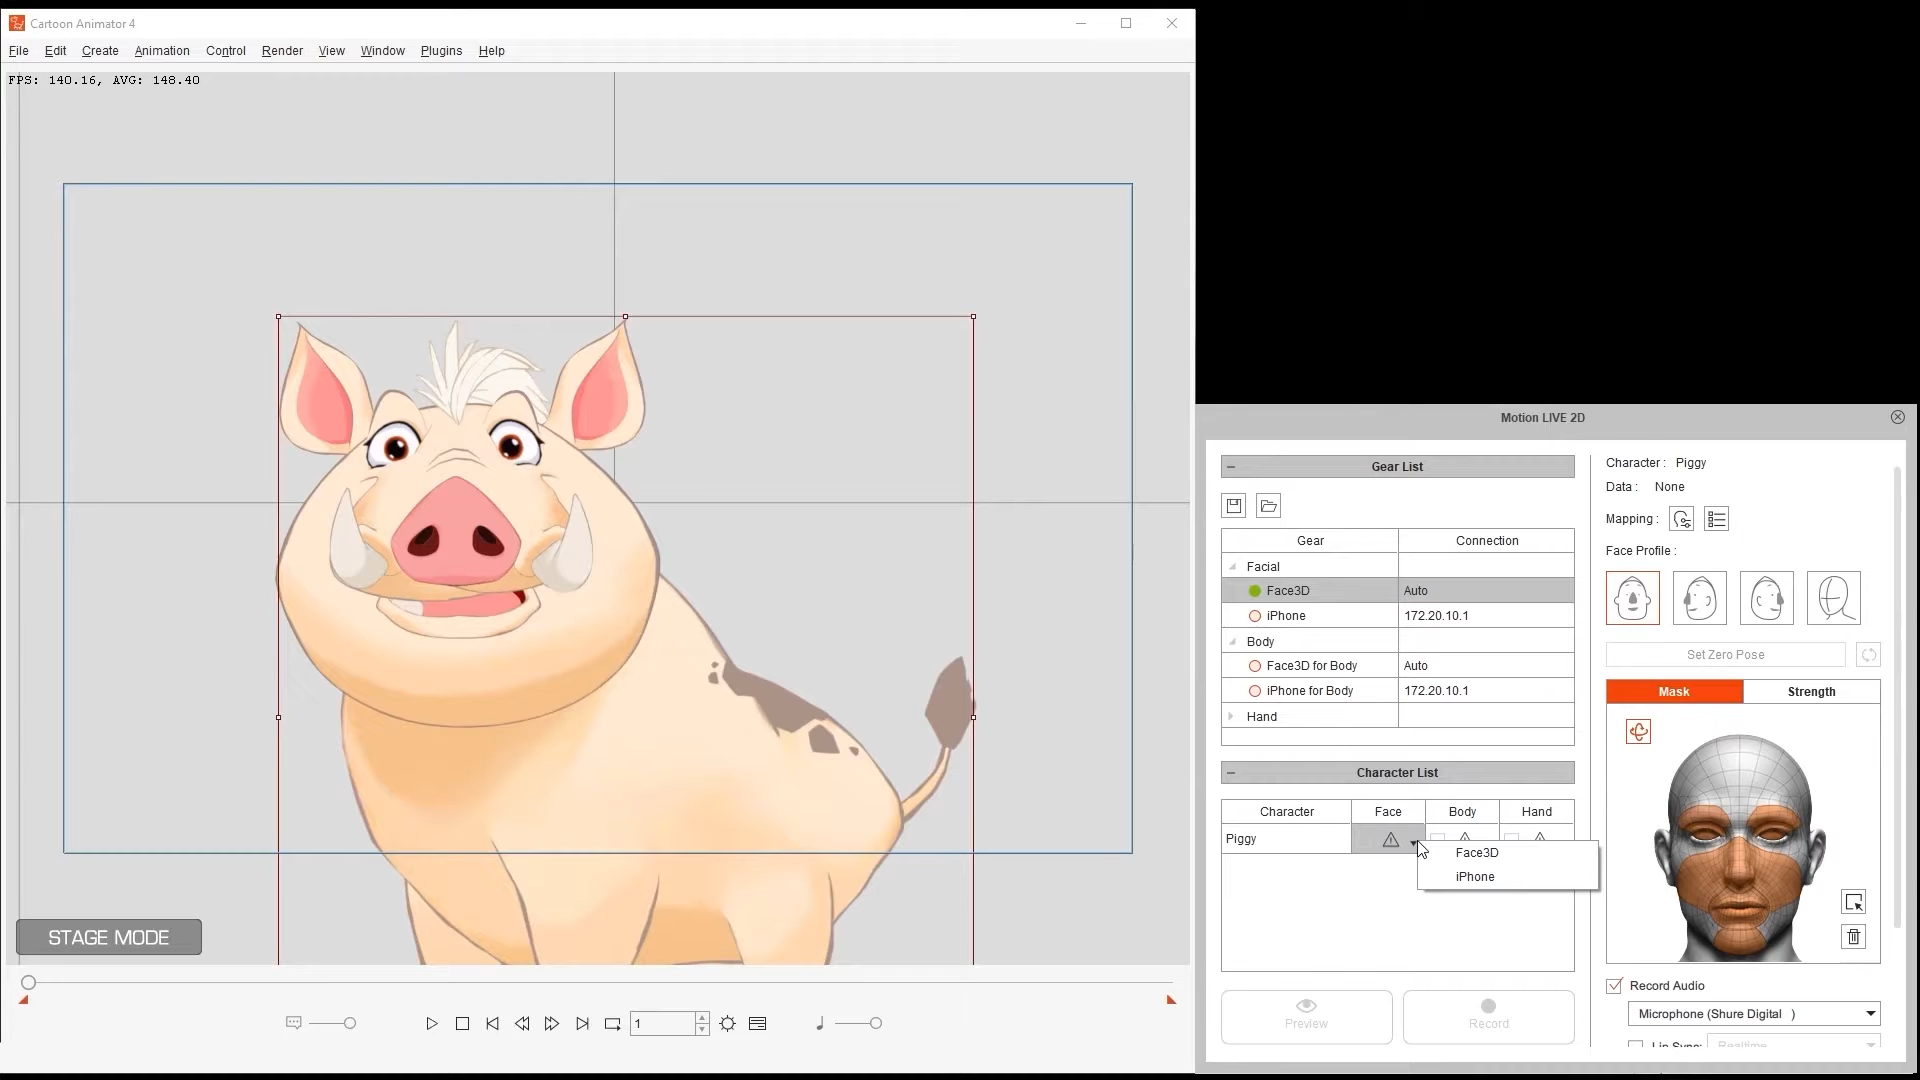 Cartoon Animator 4
File Edit Create Animation Control Render View Window Plugins Help
FPS: 140.16, AVG: 148.40
STAGE MODE
1
Motion LIVE 2D
Gear List
Gear Connection
Facial
Face3D Auto
iPhone 172.20.10.1
Body
Face3D for Body Auto
iPhone for Body 172.20.10.1
Hand
Character List
Character Face Body Hand
Piggy
Face3D
iPhone
Preview Record
Character : Piggy
Data : None
Mapping :
Face Profile :
Set Zero Pose
Mask Strength
Record Audio
Microphone (Shure Digital )
Lip Sync: Realtime